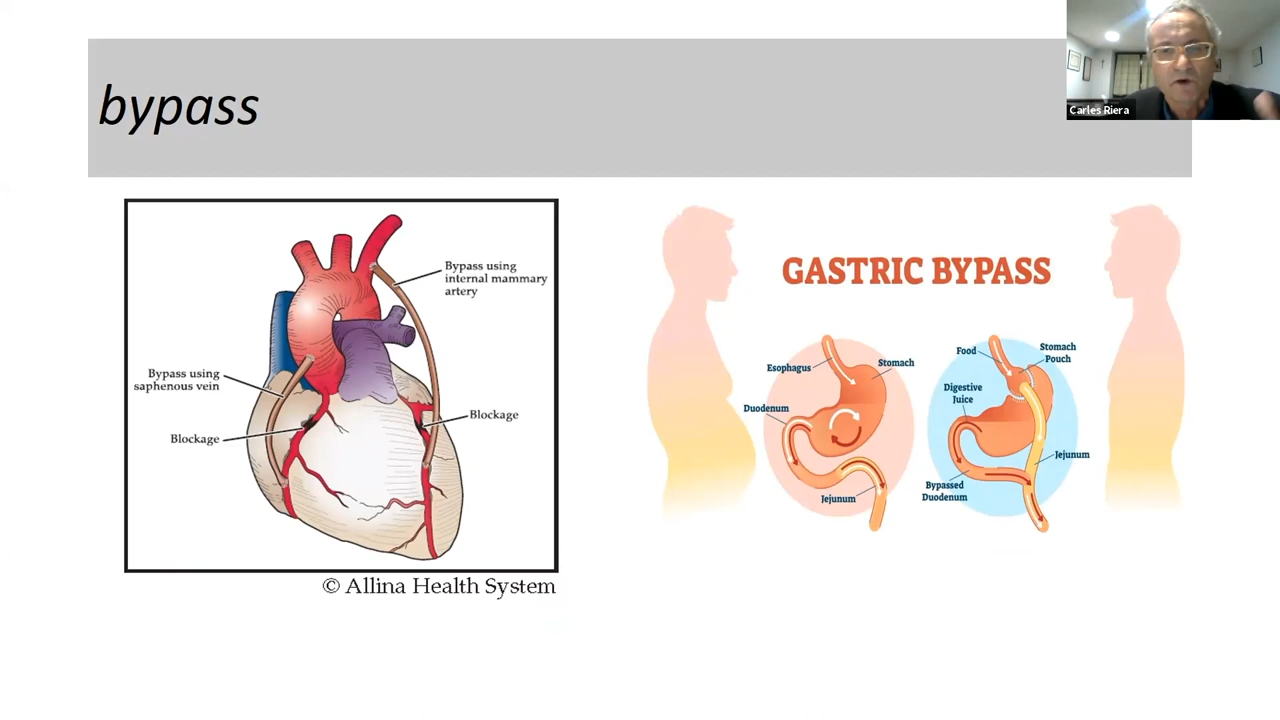 bypass
Carles Riera
Bypass using
internal mammary
artery
Bypass using
saphenous vein
Blockage
Blockage
© Allina Health System
GASTRIC BYPASS
Esophagus
Stomach
Duodenum
Jejunum
Food
Stomach
Pouch
Digestive
Juice
Jejunum
Bypassed
Duodenum